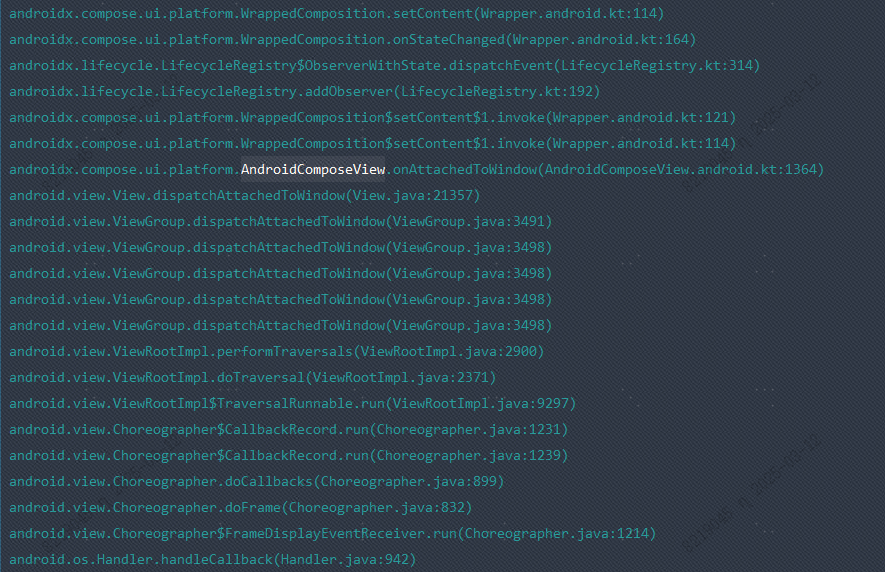 androidx.compose.ui.platform.WrappedComposition.setContent(Wrapper.android.kt:114)
androidx.compose.ui.platform.WrappedComposition.onStateChanged(Wrapper.android.kt:164)
androidx.lifecycle.LifecycleRegistry$ObserverWithState.dispatchEvent(LifecycleRegistry.kt:314)
androidx.lifecycle.LifecycleRegistry.addObserver(LifecycleRegistry.kt:192)
androidx.compose.ui.platform.WrappedComposition$setContent$1.invoke(Wrapper.android.kt:121)
androidx.compose.ui.platform.WrappedComposition$setContent$1.invoke(Wrapper.android.kt:114)
androidx.compose.ui.platform.AndroidComposeView.onAttachedToWindow(AndroidComposeView.android.kt:1364)
android.view.View.dispatchAttachedToWindow(View.java:21357)
android.view.ViewGroup.dispatchAttachedToWindow(ViewGroup.java:3491)
android.view.ViewGroup.dispatchAttachedToWindow(ViewGroup.java:3498)
android.view.ViewGroup.dispatchAttachedToWindow(ViewGroup.java:3498)
android.view.ViewGroup.dispatchAttachedToWindow(ViewGroup.java:3498)
android.view.ViewGroup.dispatchAttachedToWindow(ViewGroup.java:3498)
android.view.ViewRootImpl.performTraversals(ViewRootImpl.java:2900)
android.view.ViewRootImpl.doTraversal(ViewRootImpl.java:2371)
android.view.ViewRootImpl$TraversalRunnable.run(ViewRootImpl.java:9297)
android.view.Choreographer$CallbackRecord.run(Choreographer.java:1231)
android.view.Choreographer$CallbackRecord.run(Choreographer.java:1239)
android.view.Choreographer.doCallbacks(Choreographer.java:899)
android.view.Choreographer.doFrame(Choreographer.java:832)
android.view.Choreographer$FrameDisplayEventReceiver.run(Choreographer.java:1214)
android.os.Handler.handleCallback(Handler.java:942)